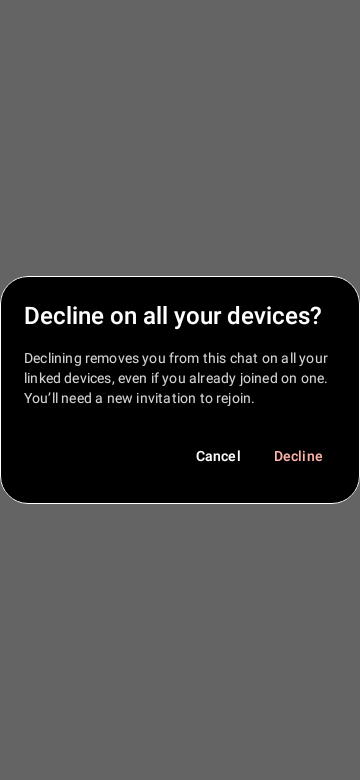 Decline on all your devices?
Declining removes you from this chat on all your
linked devices, even if you already joined on one.
You’ll need a new invitation to rejoin.
Cancel Decline